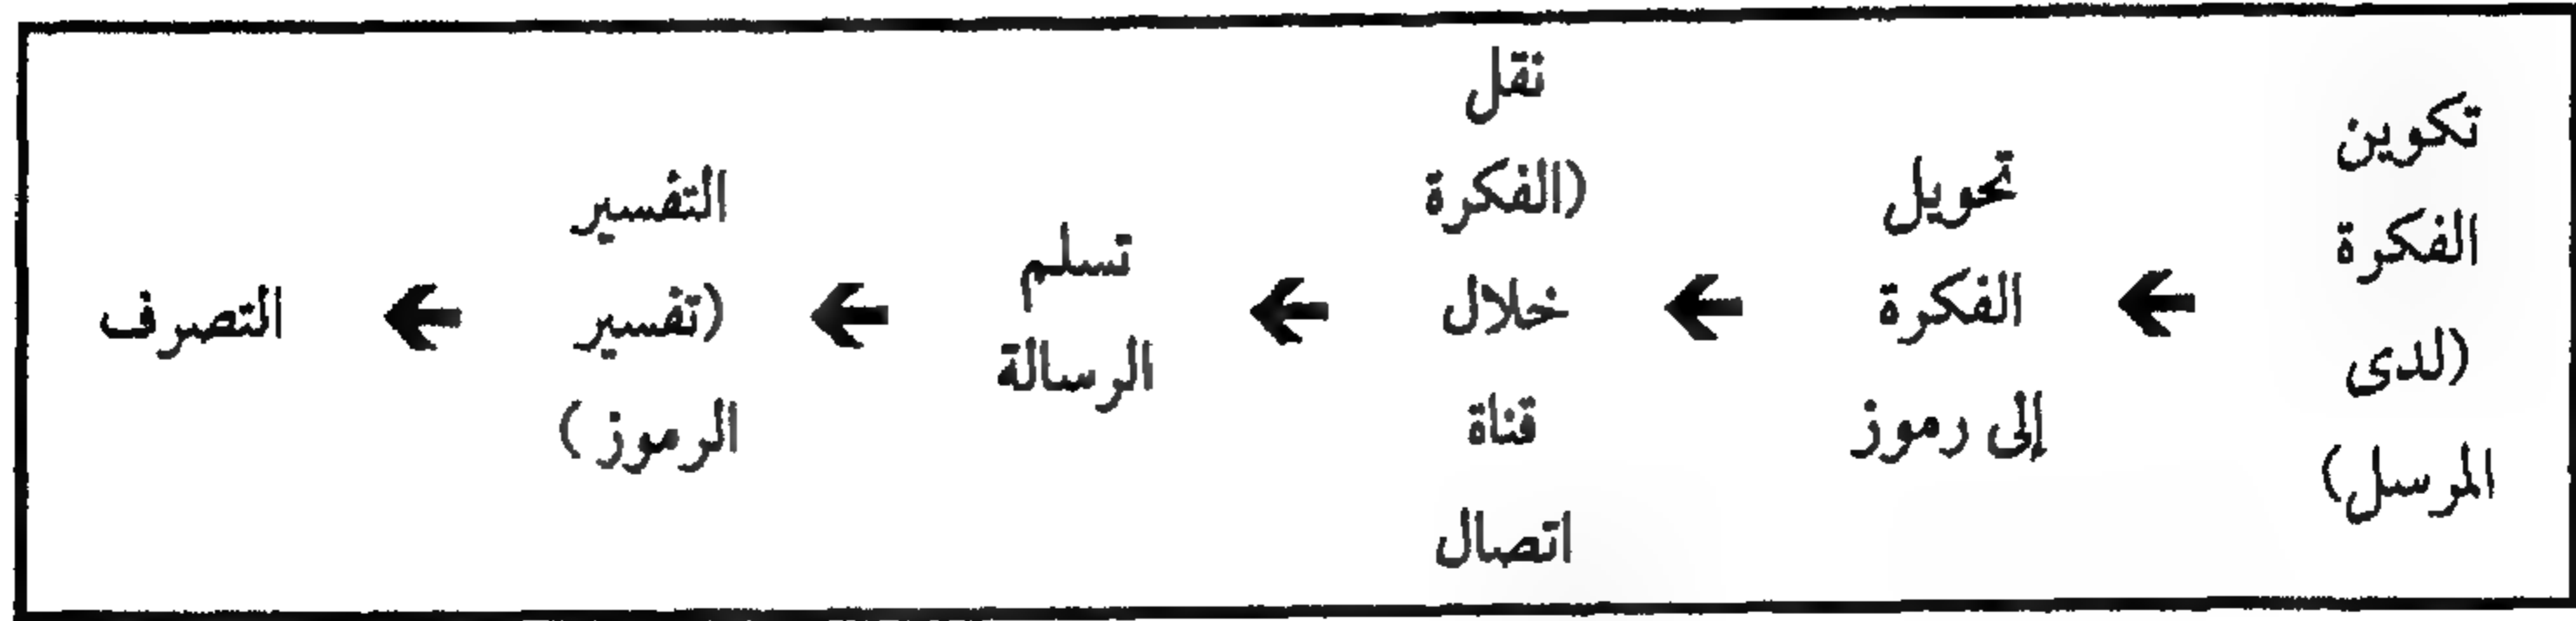 تكوين
الفكرة
(لدى
المرسل)
←
تحويل
الفكرة
إلى رموز
←
نقل
(الفكرة
خلال
قناة
اتصال
←
تسلم
الرسالة
←
التفسير
(تفسير
الرموز)
←
التصرف